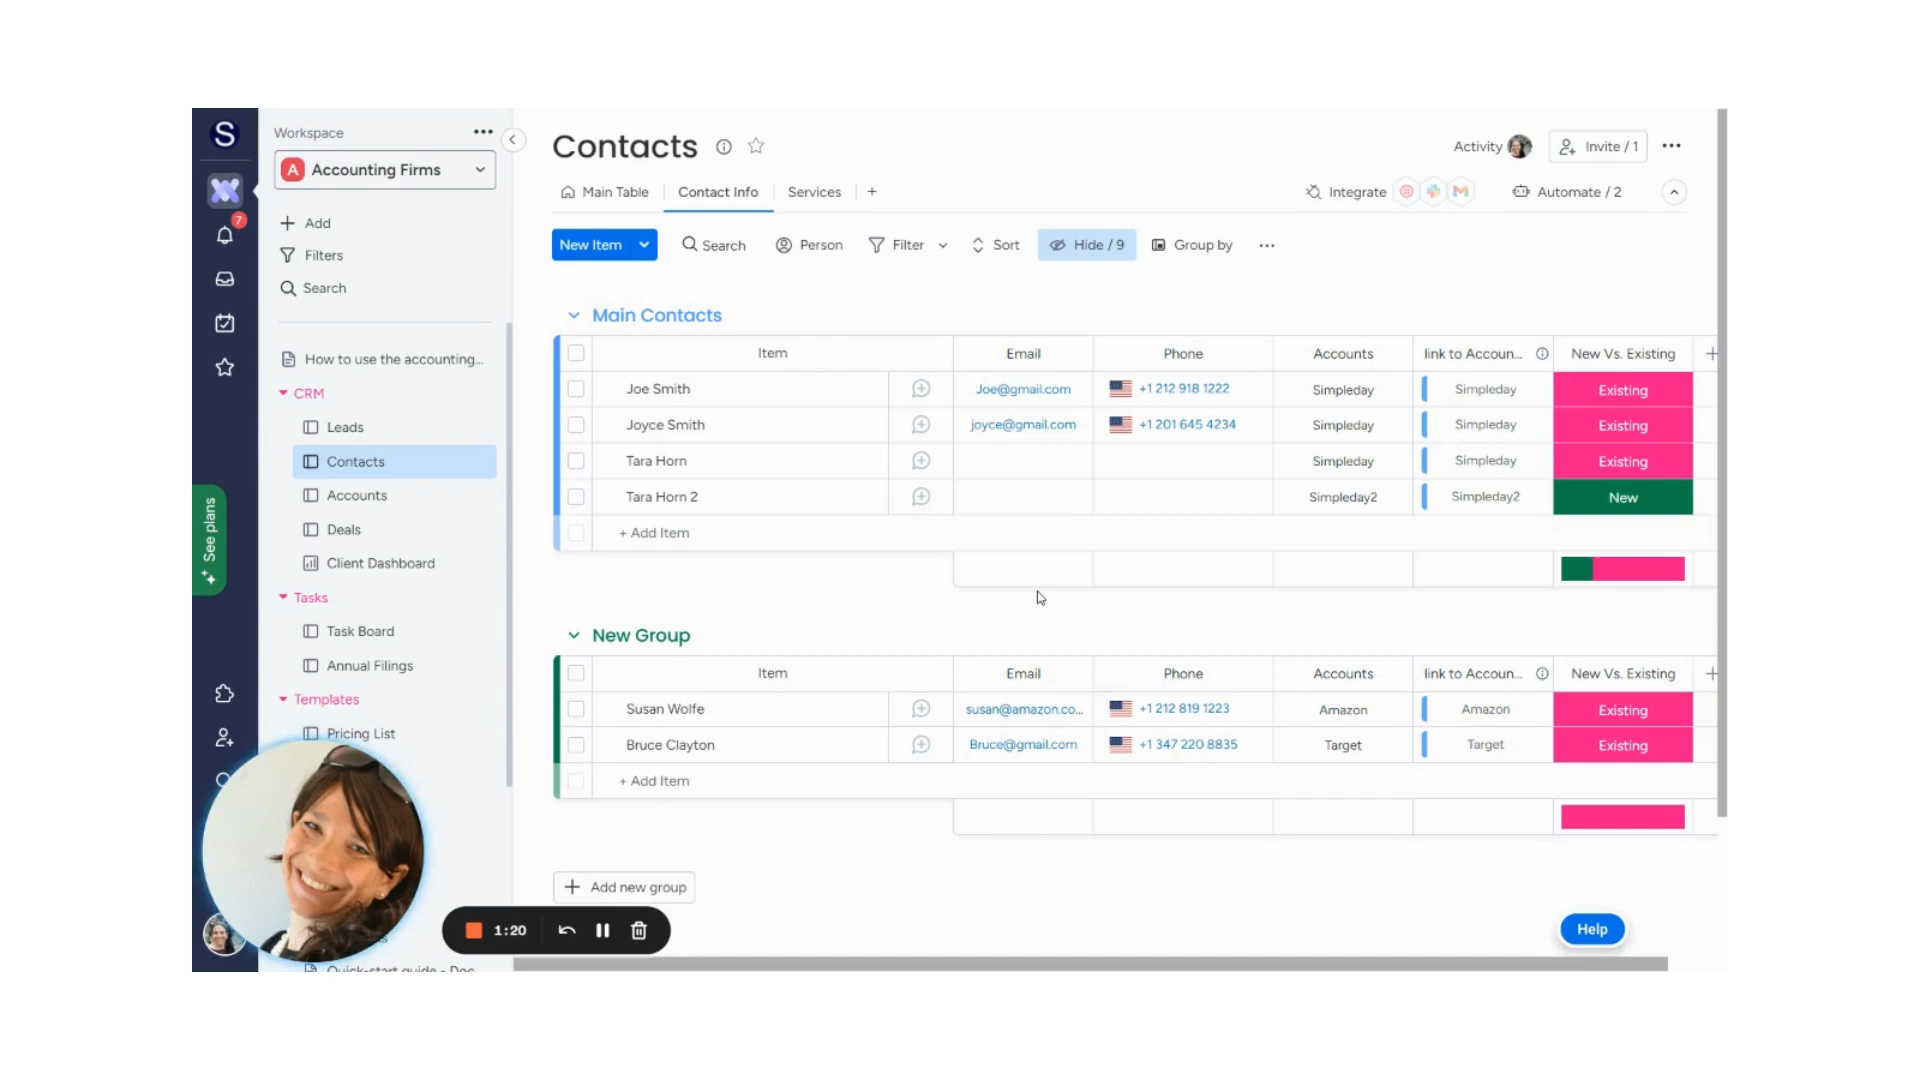 S
Workspace
A Accounting Firms
7
Add
Filters
Search
How to use the accounting...
CRM
Leads
Contacts
Accounts
Deals
Client Dashboard
Tasks
Task Board
Annual Filings
Templates
Pricing List
See plans
Contacts
Activity
Invite / 1
Main Table
Contact Info
Services
Integrate
Automate / 2
New Item
Search
Person
Filter
Sort
Hide / 9
Group by
Main Contacts
Item Email Phone Accounts link to Accoun... New Vs. Existing
Joe Smith Joe@gmail.com +1 212 918 1222 Simpleday Simpleday Existing
Joyce Smith joyce@gmail.com +1 201 645 4234 Simpleday Simpleday Existing
Tara Horn Simpleday Simpleday Existing
Tara Horn 2 Simpleday2 Simpleday2 New
+ Add Item
New Group
Item Email Phone Accounts link to Accoun... New Vs. Existing
Susan Wolfe susan@amazon.co... +1 212 819 1223 Amazon Amazon Existing
Bruce Clayton Bruce@gmail.com +1 347 220 8835 Target Target Existing
+ Add Item
Add new group
1:20
Help
Quick-start guide - Doc